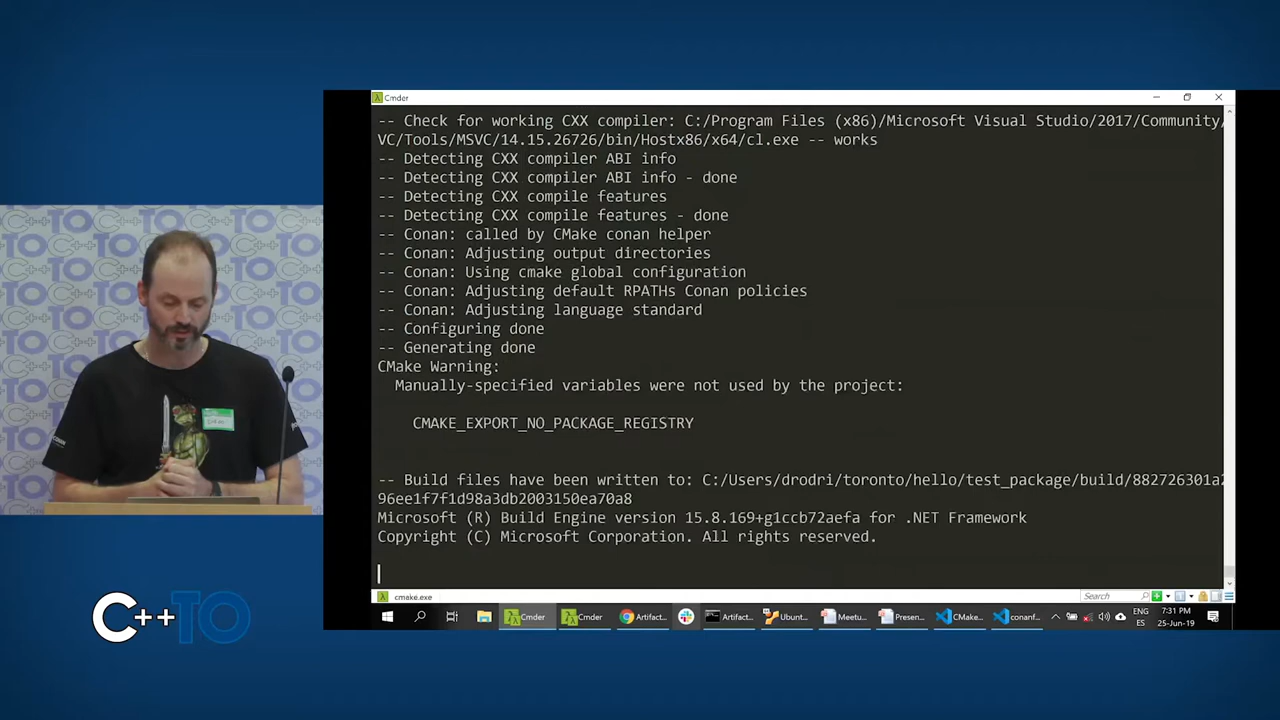 Cmder
-- Check for working CXX compiler: C:/Program Files (x86)/Microsoft Visual Studio/2017/Community/
VC/Tools/MSVC/14.15.26726/bin/Hostx86/x64/cl.exe -- works
-- Detecting CXX compiler ABI info
-- Detecting CXX compiler ABI info - done
-- Detecting CXX compile features
-- Detecting CXX compile features - done
-- Conan: called by CMake conan helper
-- Conan: Adjusting output directories
-- Conan: Using cmake global configuration
-- Conan: Adjusting default RPATHs Conan policies
-- Conan: Adjusting language standard
-- Configuring done
-- Generating done
CMake Warning:
Manually-specified variables were not used by the project:
CMAKE_EXPORT_NO_PACKAGE_REGISTRY
-- Build files have been written to: C:/Users/drodri/toronto/hello/test_package/build/882726301a2
96ee1f7f1d98a3db2003150ea70a8
Microsoft (R) Build Engine version 15.8.169+g1ccb72aefa for .NET Framework
Copyright (C) Microsoft Corporation. All rights reserved.
cmake.exe
Search
Cmder
Cmder
Artifact...
Artifact...
Ubunt...
Meetu...
Presen...
CMake...
conanf...
ENG
ES
7:31 PM
25-Jun-19
C++TO